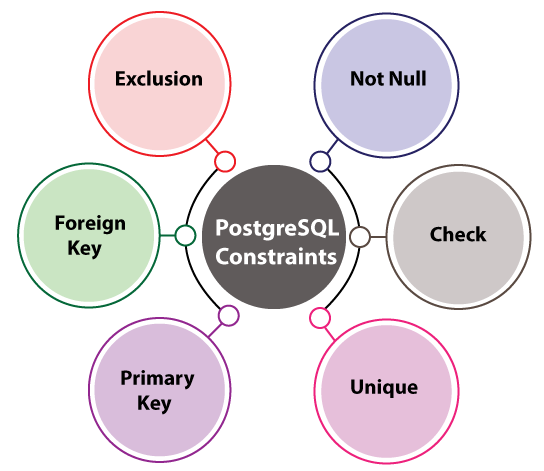 Exclusion
Not Null
Foreign
Key
PostgreSQL
Constraints
Check
Primary
Key
Unique